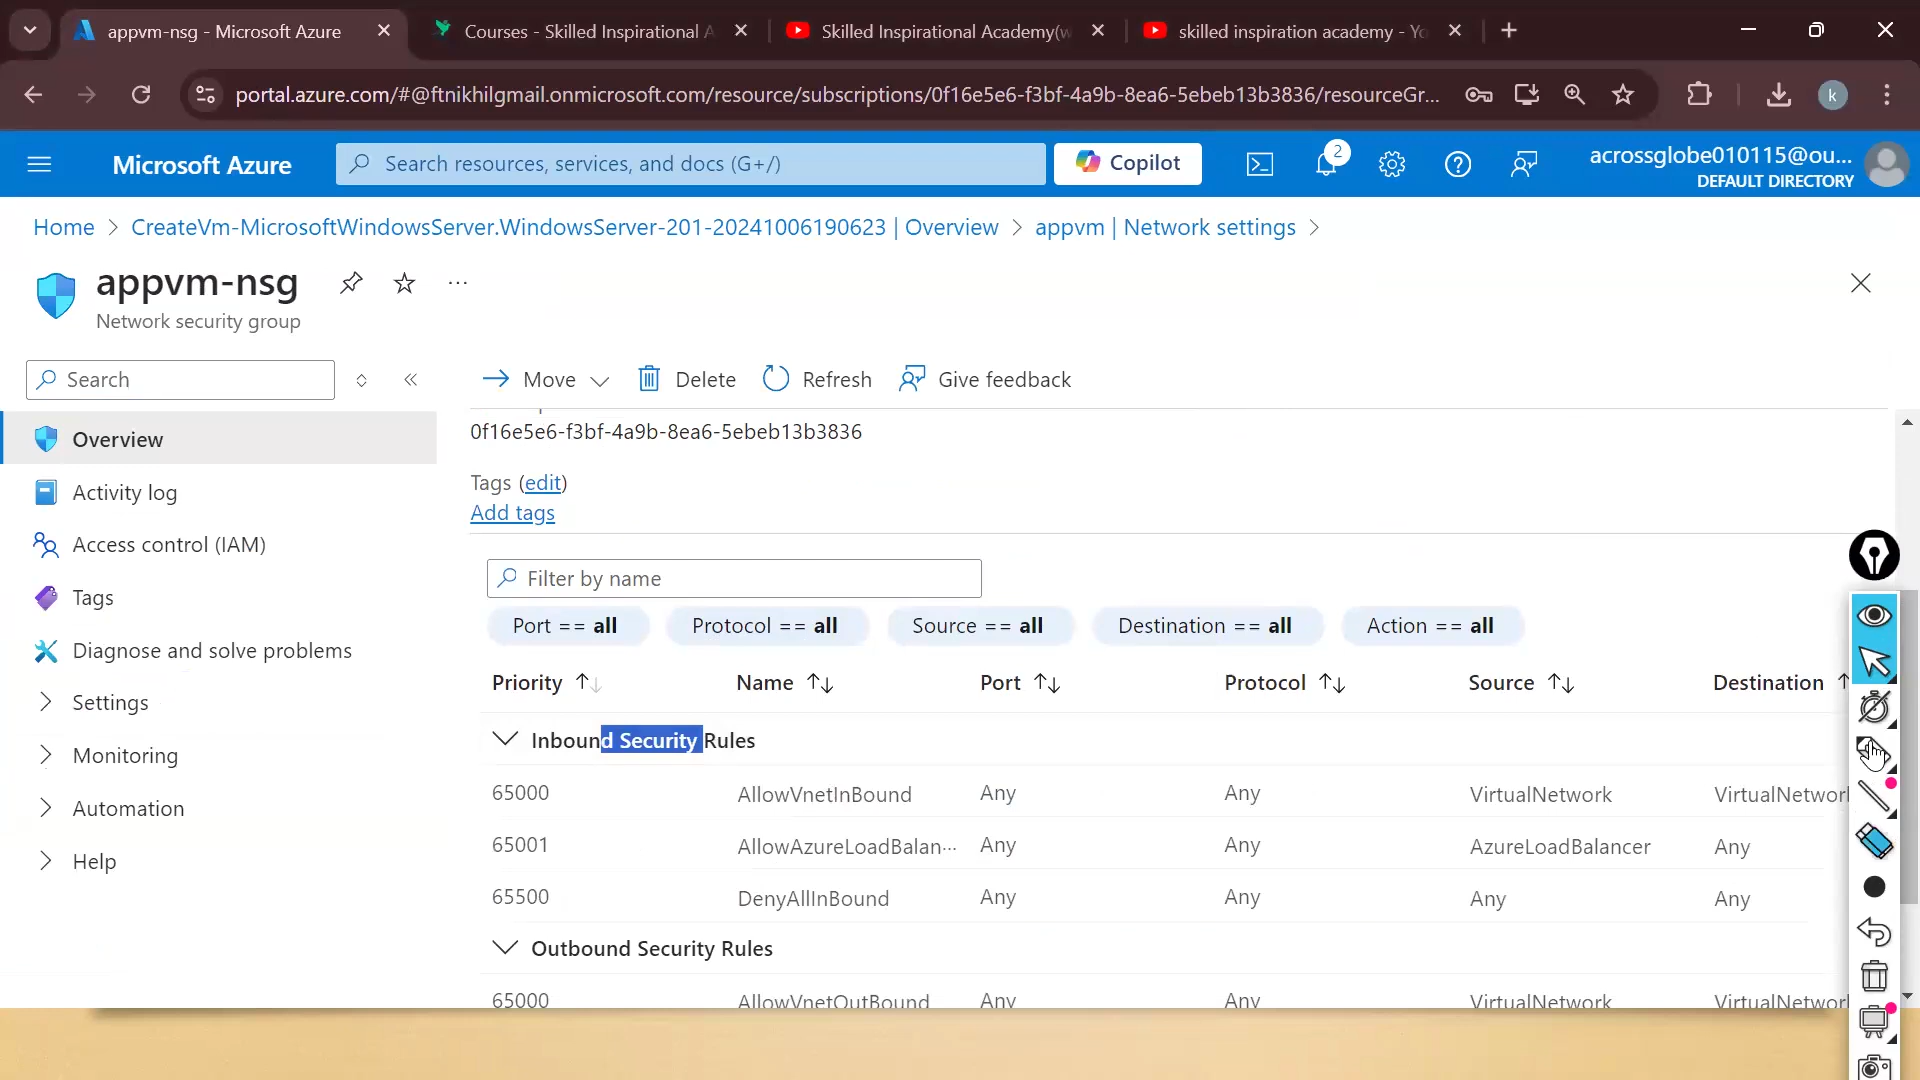 appvm-nsg - Microsoft Azure
Courses - Skilled Inspirational A
Skilled Inspirational Academy(w
skilled inspiration academy - Yo
portal.azure.com/#@ftnikhilgmail.onmicrosoft.com/resource/subscriptions/0f16e5e6-f3bf-4a9b-8ea6-5ebeb13b3836/resourceGr...
k
Microsoft Azure
Search resources, services, and docs (G+/)
Copilot
2
acrossglobe010115@ou...
DEFAULT DIRECTORY
Home > CreateVm-MicrosoftWindowsServer.WindowsServer-201-20241006190623 | Overview > appvm | Network settings >
appvm-nsg
Network security group
Search
Move
Delete
Refresh
Give feedback
Overview
Activity log
Access control (IAM)
Tags
Diagnose and solve problems
Settings
Monitoring
Automation
Help
0f16e5e6-f3bf-4a9b-8ea6-5ebeb13b3836
Tags (edit)
Add tags
Filter by name
Port == all
Protocol == all
Source == all
Destination == all
Action == all
Priority Name Port Protocol Source Destination
Inbound Security Rules
65000 AllowVnetInBound Any Any VirtualNetwork VirtualNetworl
65001 AllowAzureLoadBalan... Any Any AzureLoadBalancer Any
65500 DenyAllInBound Any Any Any Any
Outbound Security Rules
65000 AllowVnetOutBound Any Any VirtualNetwork VirtualNetworl